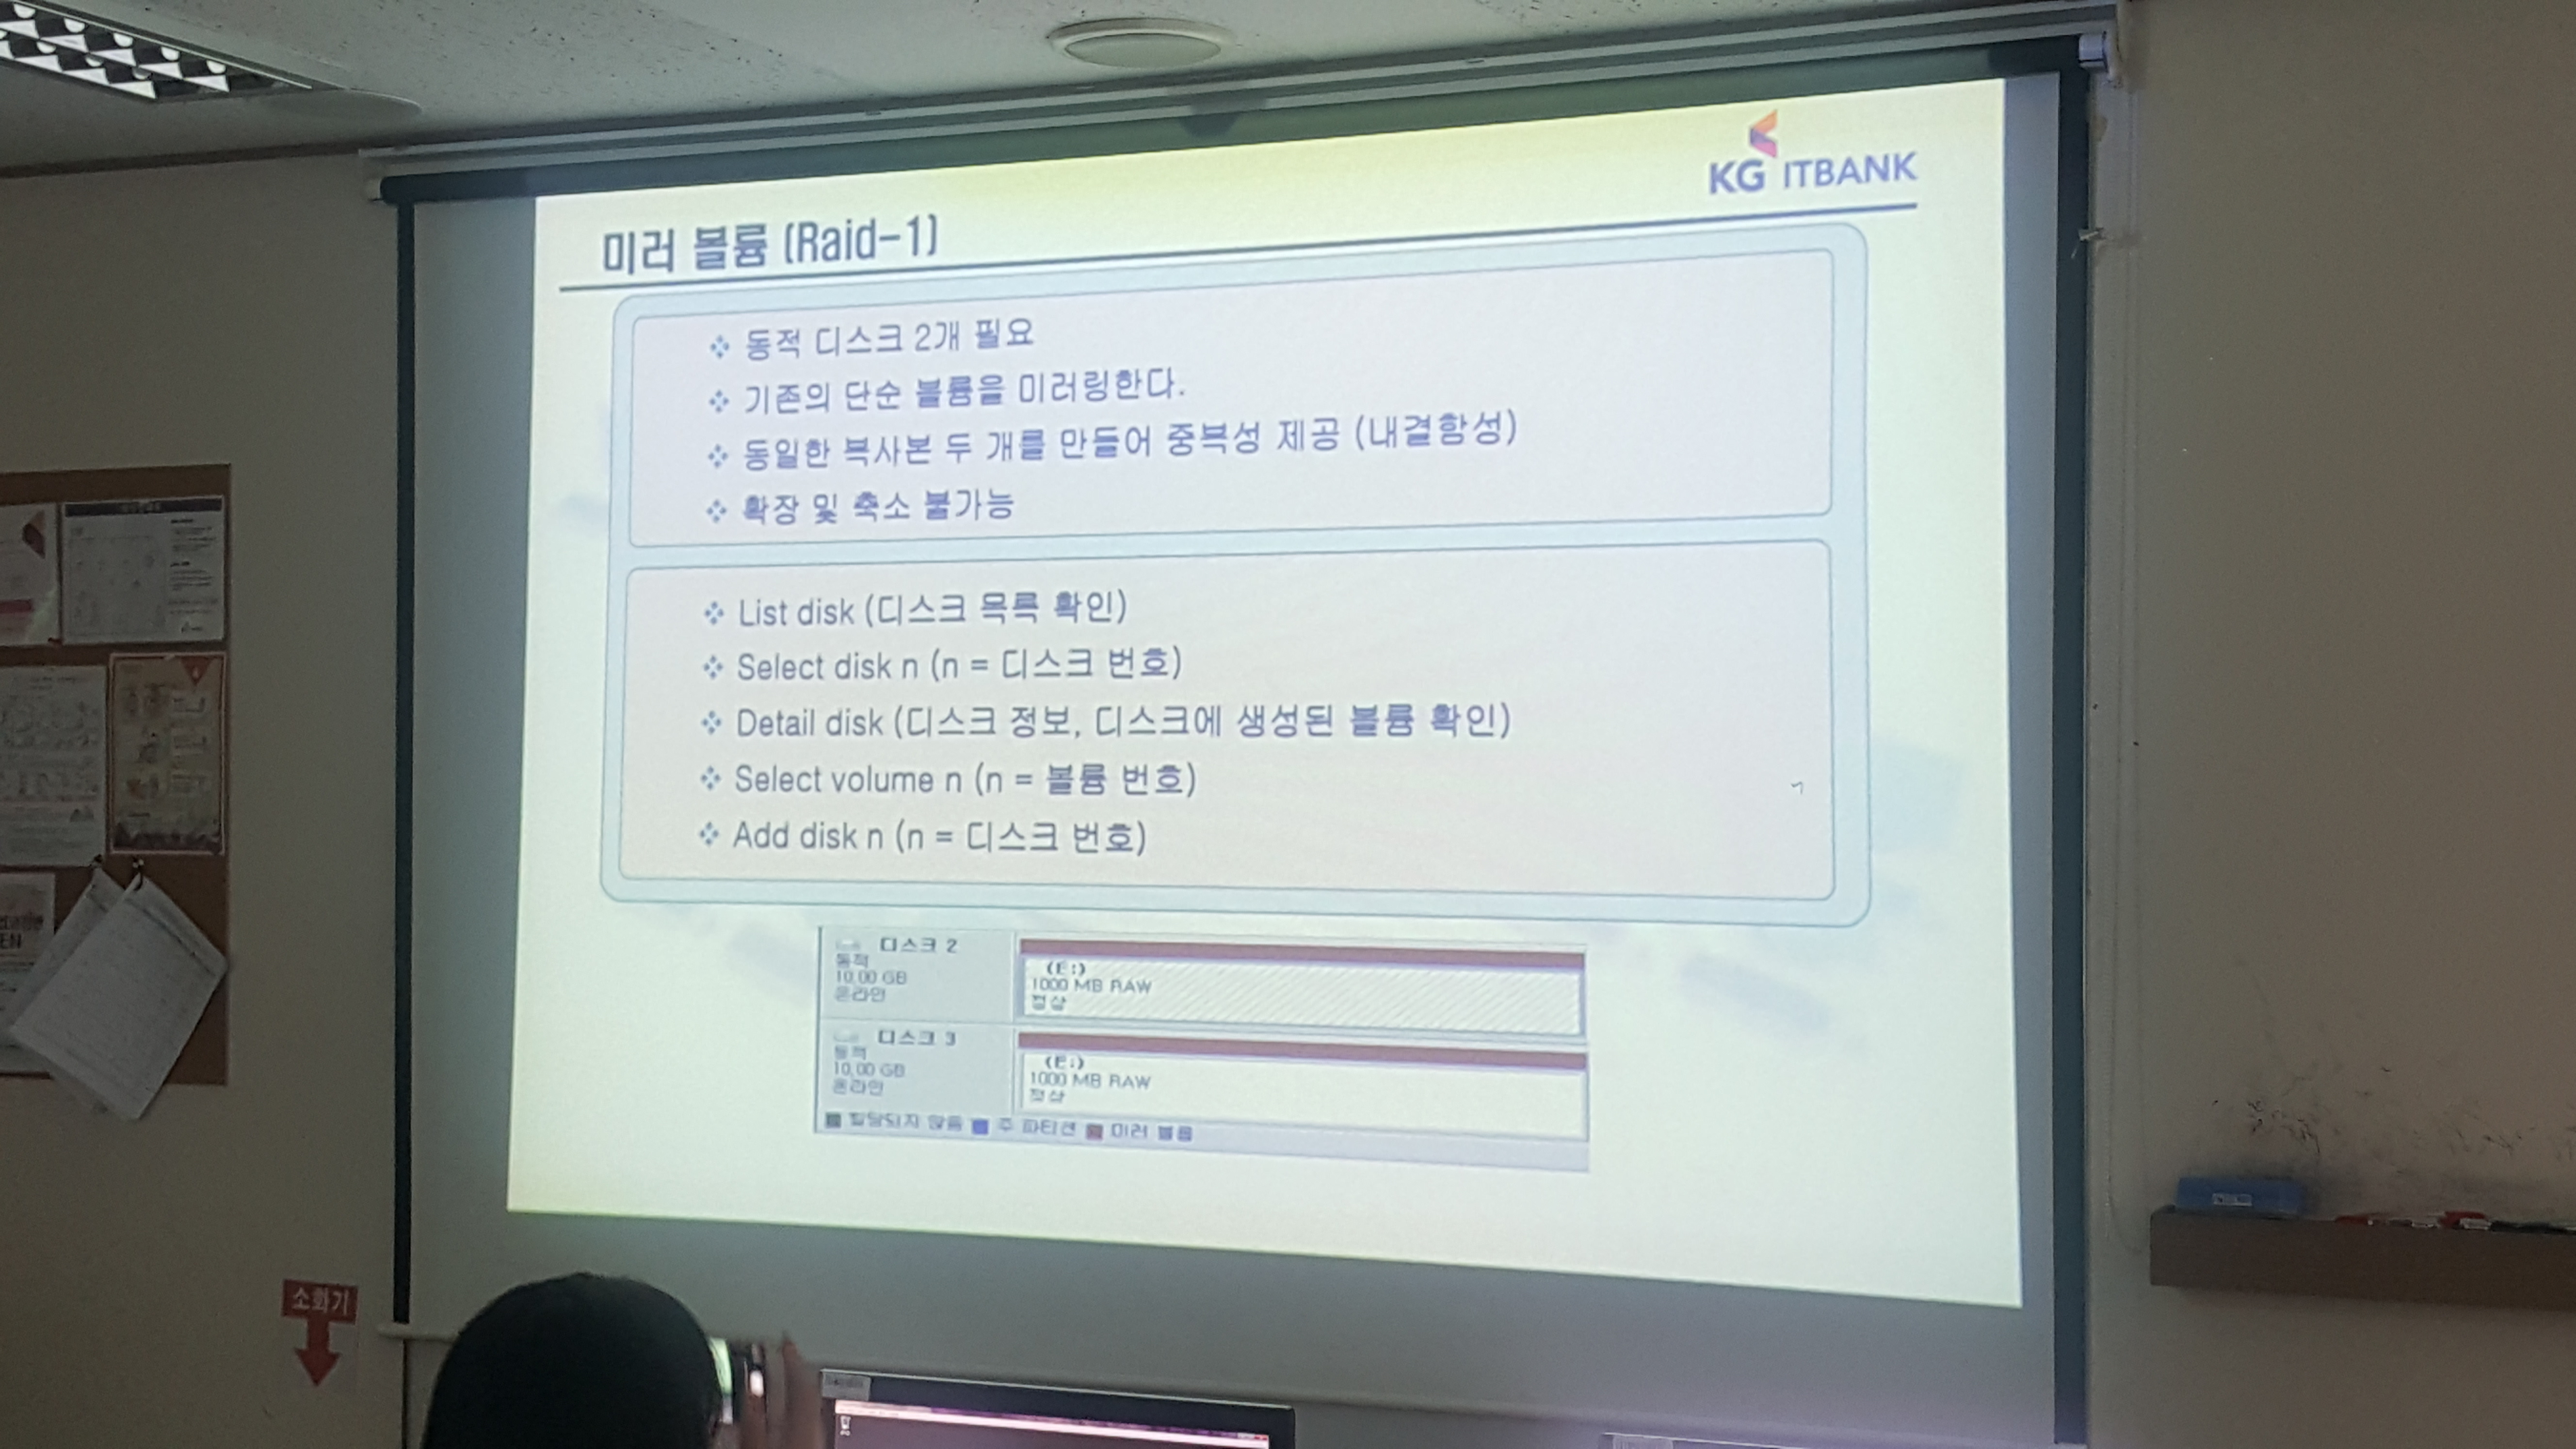 KG ITBANK
미러 볼륨 (Raid-1)
동적 디스크 2개 필요
기존의 단순 볼륨을 미러링한다.
동일한 복사본 두 개를 만들어 중복성 제공 (내결함성)
확장 및 축소 불가능
List disk (디스크 목록 확인)
Select disk n (n = 디스크 번호)
Detail disk (디스크 정보, 디스크에 생성된 볼륨 확인)
Select volume n (n = 볼륨 번호)
Add disk n (n = 디스크 번호)
디스크 2
동적
10.00 GB
온라인
(E:)
1000 MB RAW
정상
디스크 3
동적
10.00 GB
온라인
(E:)
1000 MB RAW
정상
할당되지 않음 주 파티션 미러 볼륨
소화기